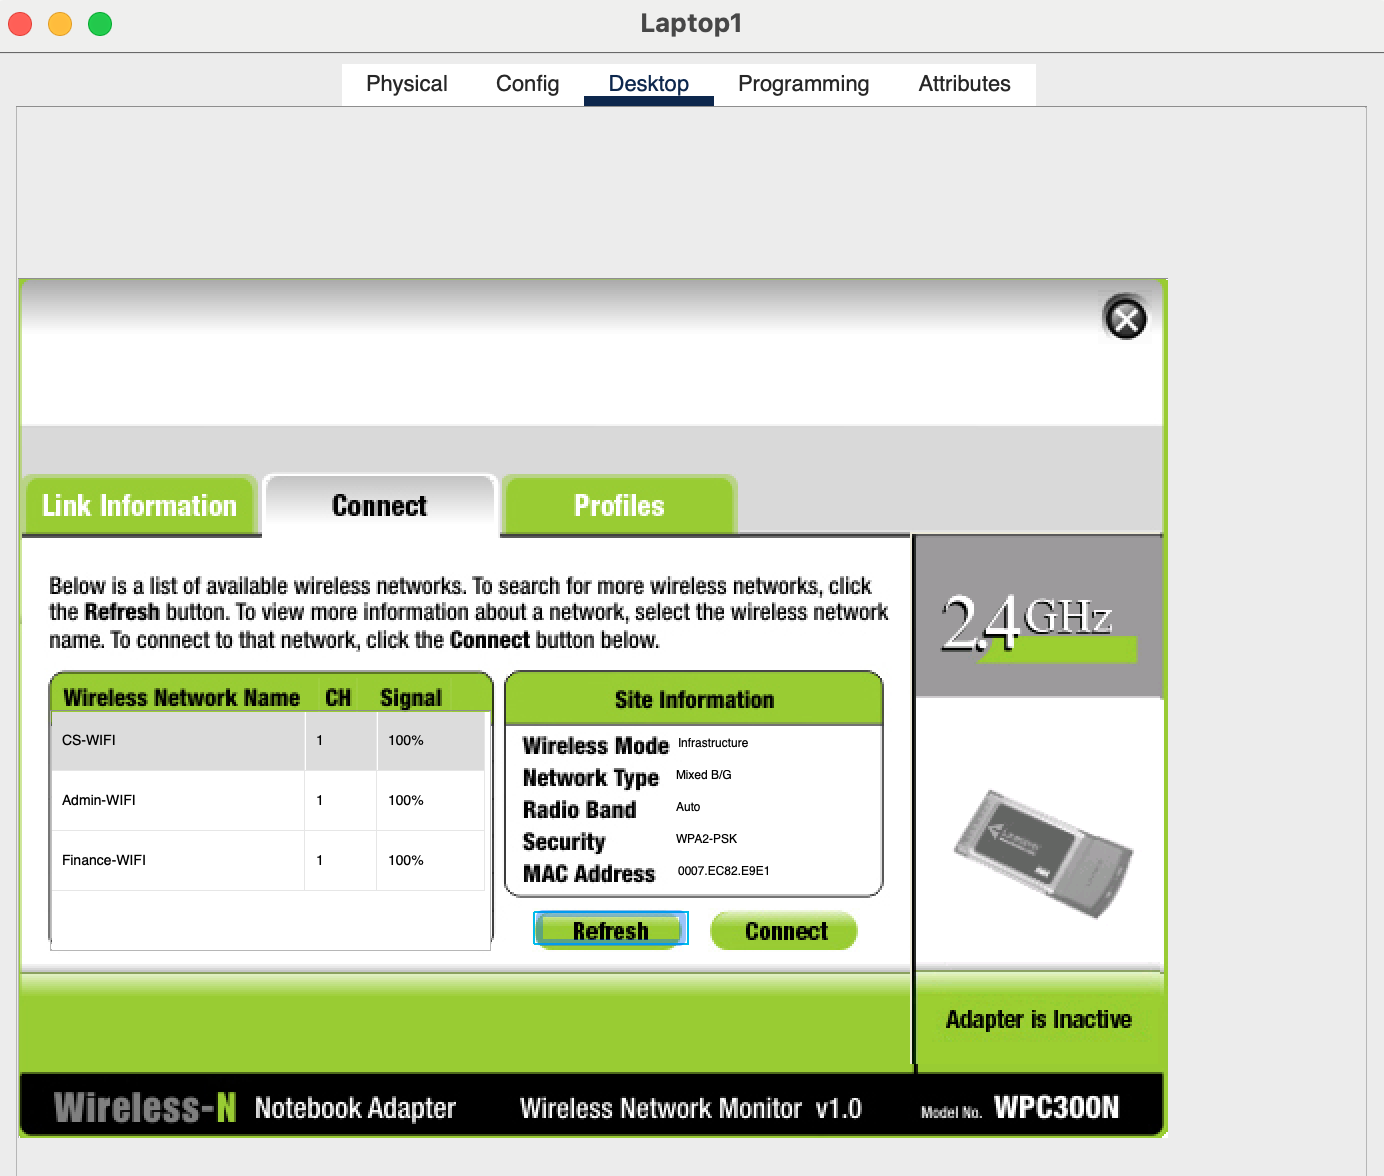 Laptop1
Physical Config Desktop Programming Attributes
Link Information Connect Profiles
Below is a list of available wireless networks. To search for more wireless networks, click
the Refresh button. To view more information about a network, select the wireless network
name. To connect to that network, click the Connect button below.
2.4GHz
Wireless Network Name CH Signal
CS-WIFI 1 100%
Admin-WIFI 1 100%
Finance-WIFI 1 100%
Site Information
Wireless Mode Infrastructure
Network Type Mixed B/G
Radio Band Auto
Security WPA2-PSK
MAC Address 0007.EC82.E9E1
Refresh Connect
Adapter is Inactive
Wireless-N Notebook Adapter Wireless Network Monitor v1.0 Model No. WPC300N